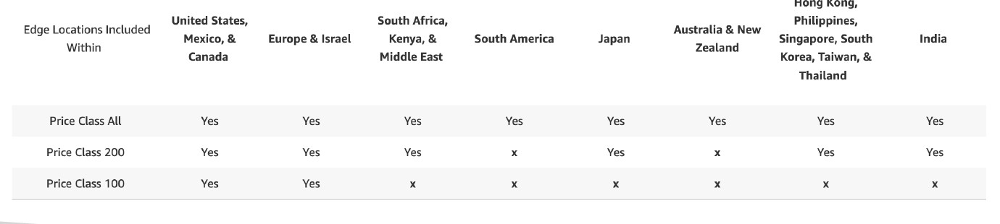 Edge Locations Included
Within
United States,
Mexico, &
Canada
Europe & Israel
South Africa,
Kenya, &
Middle East
South America
Japan
Australia & New
Zealand
Hong Kong,
Philippines,
Singapore, South
Korea, Taiwan, &
Thailand
India
Price Class All Yes Yes Yes Yes Yes Yes Yes Yes
Price Class 200 Yes Yes Yes x Yes x Yes Yes
Price Class 100 Yes Yes x x x x x x